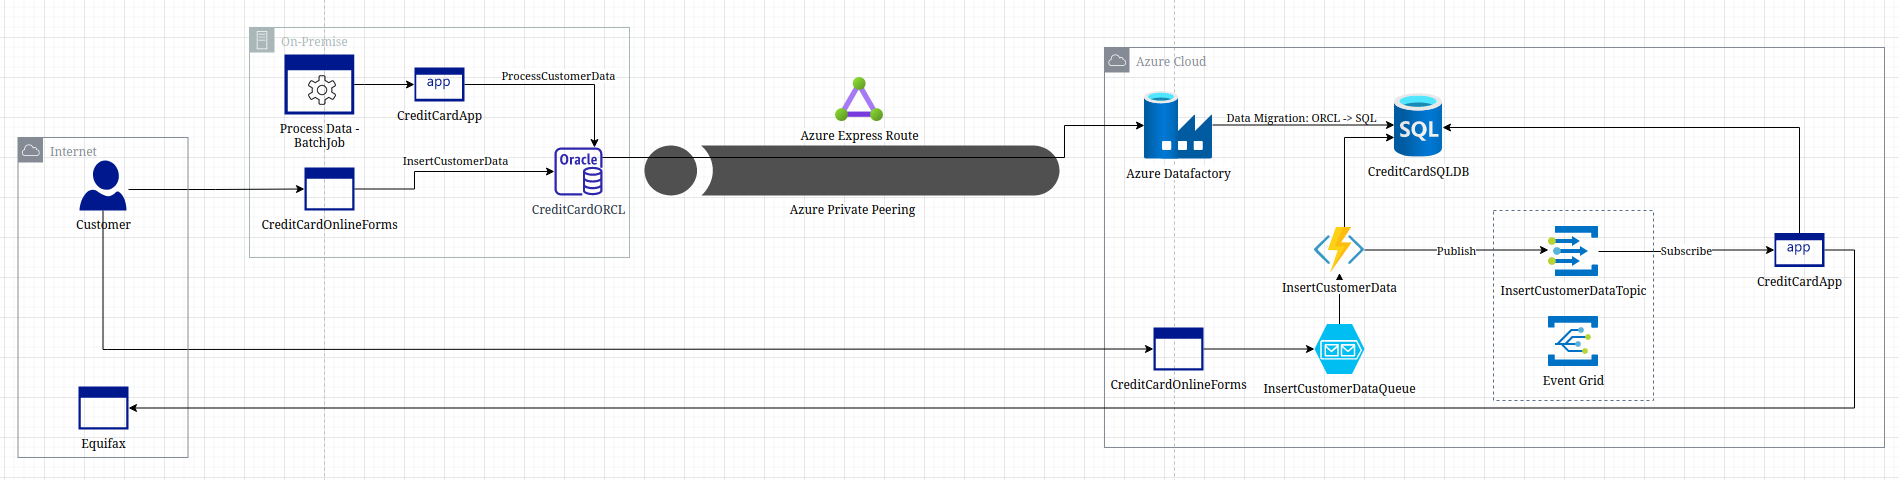 On-Premise
app
ProcessCustomerData
CreditCardApp
Process Data -
BatchJob
Internet
Customer
InsertCustomerData
CreditCardOnlineForms
Oracle
CreditCardORCL
Azure Express Route
Azure Private Peering
Azure Cloud
Data Migration: ORCL -> SQL
SQL
Azure Datafactory
CreditCardSQLDB
InsertCustomerData
Publish
InsertCustomerDataTopic
Subscribe
app
CreditCardApp
CreditCardOnlineForms
InsertCustomerDataQueue
Event Grid
Equifax